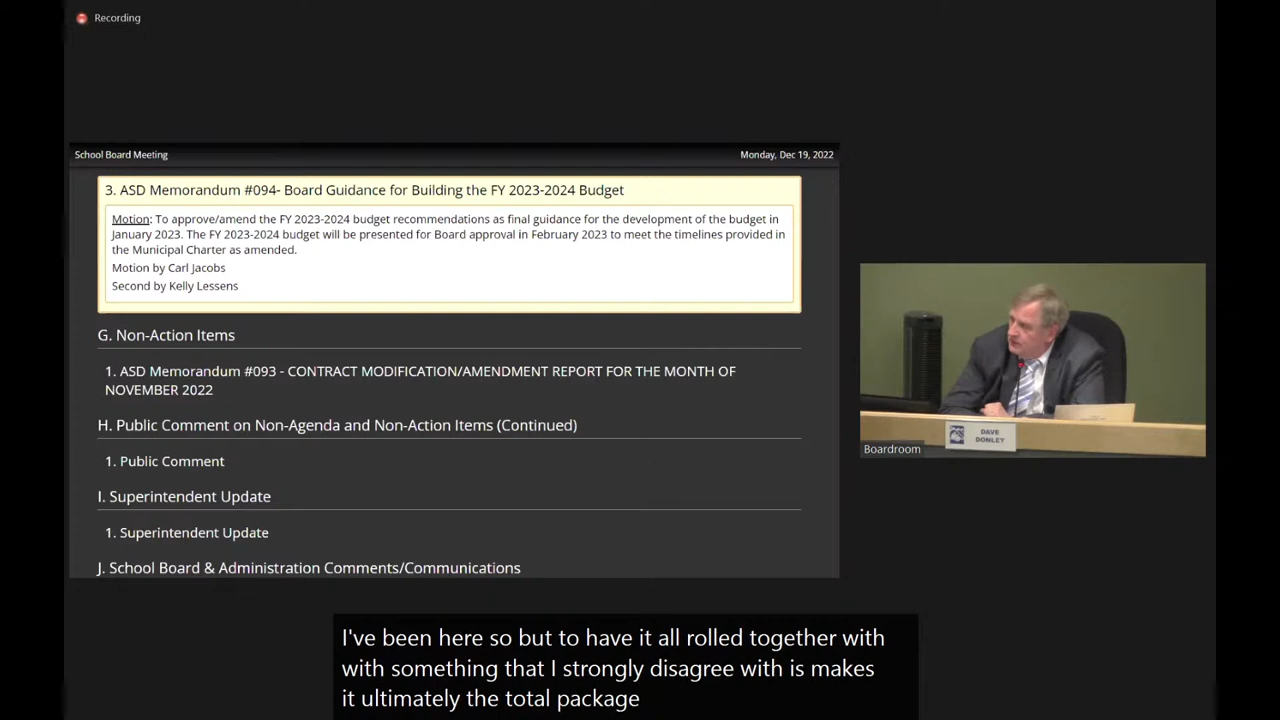 Recording
School Board Meeting
Monday, Dec 19, 2022
3. ASD Memorandum #094- Board Guidance for Building the FY 2023-2024 Budget
Motion: To approve/amend the FY 2023-2024 budget recommendations as final guidance for the development of the budget in
January 2023. The FY 2023-2024 budget will be presented for Board approval in February 2023 to meet the timelines provided in
the Municipal Charter as amended.
Motion by Carl Jacobs
Second by Kelly Lessens
G. Non-Action Items
1. ASD Memorandum #093 - CONTRACT MODIFICATION/AMENDMENT REPORT FOR THE MONTH OF
NOVEMBER 2022
H. Public Comment on Non-Agenda and Non-Action Items (Continued)
1. Public Comment
I. Superintendent Update
1. Superintendent Update
J. School Board & Administration Comments/Communications
DAVE
DONLEY
Boardroom
I've been here so but to have it all rolled together with
with something that I strongly disagree with is makes
it ultimately the total package